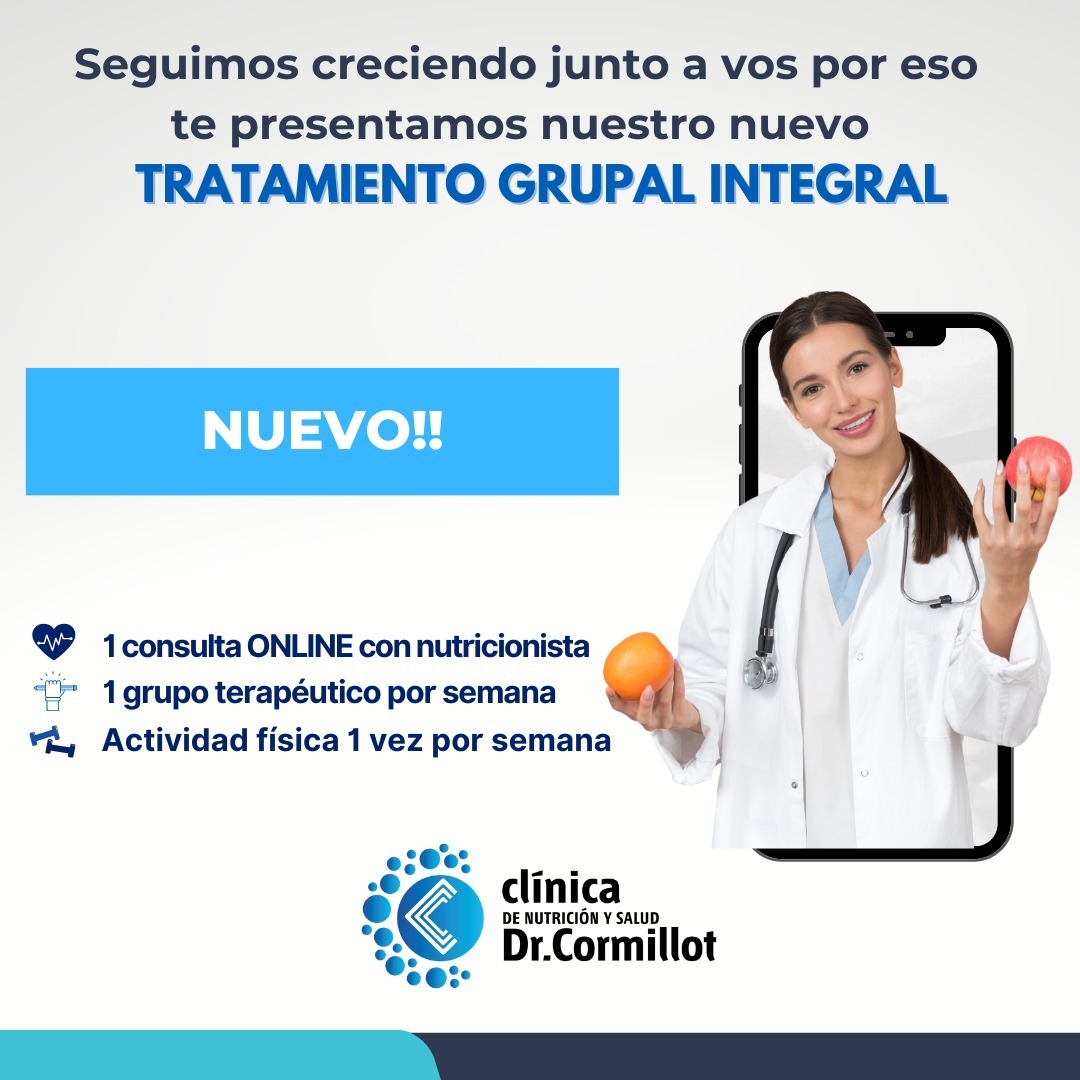 Seguimos creciendo junto a vos por eso
te presentamos nuestro nuevo
TRATAMIENTO GRUPAL INTEGRAL
NUEVO!!
1 consulta ONLINE con nutricionista
1 grupo terapéutico por semana
Actividad física 1 vez por semana
clínica
DE NUTRICIÓN Y SALUD
Dr.Cormillot